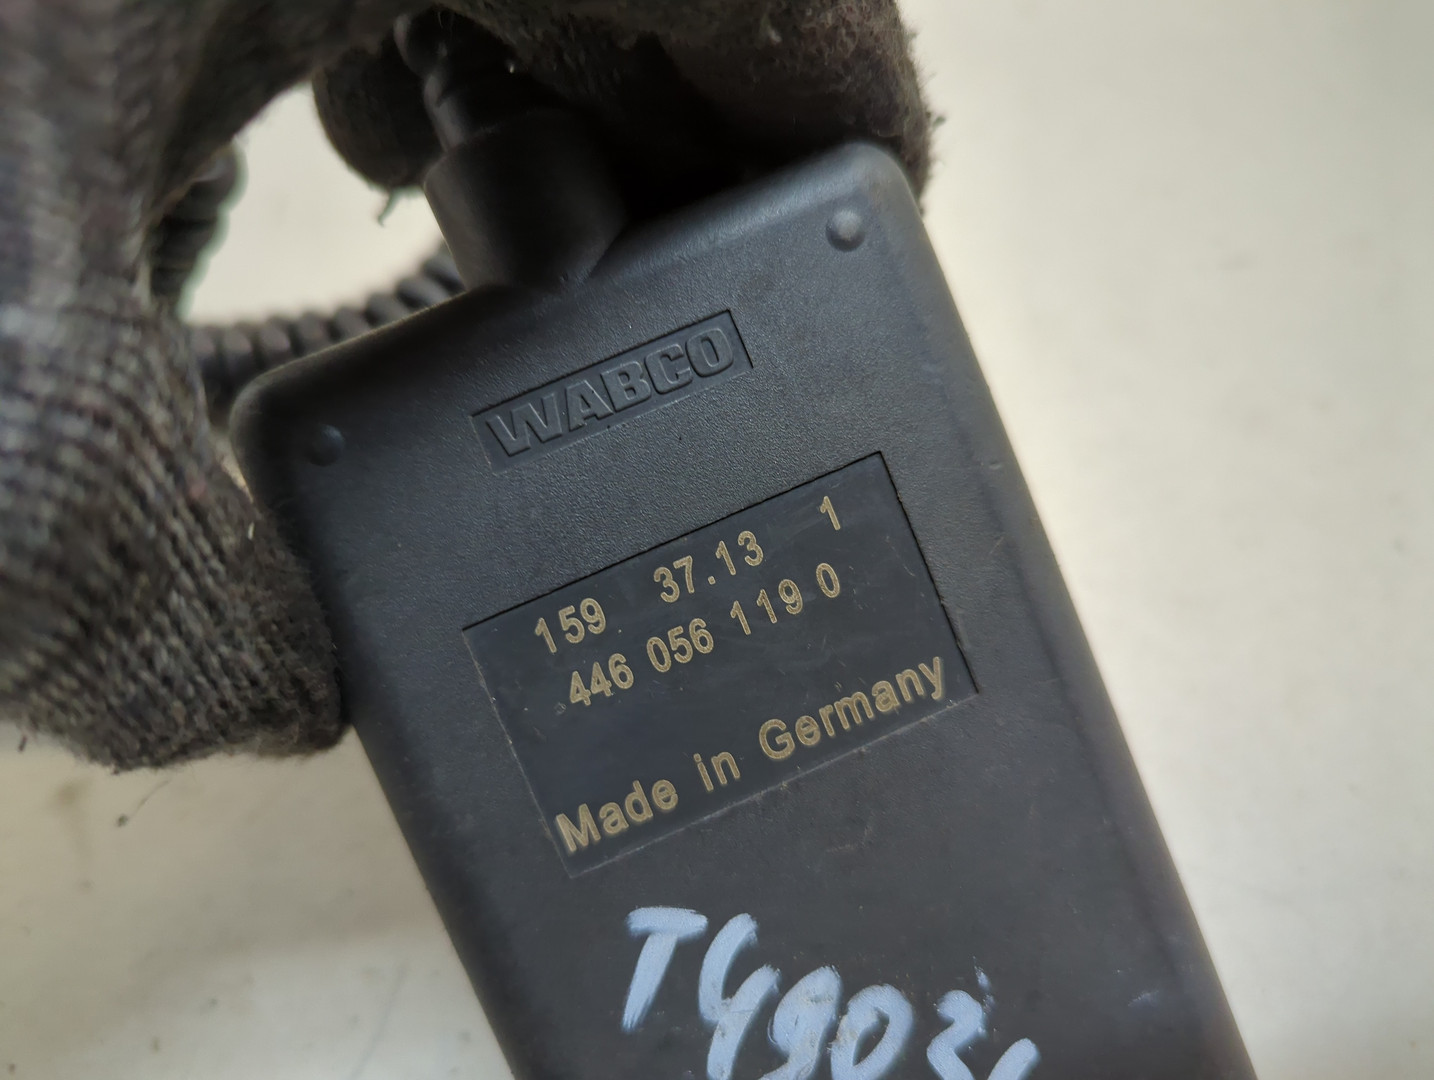 WABCO
159 37.13 1
446 056 119 0
Made in Germany